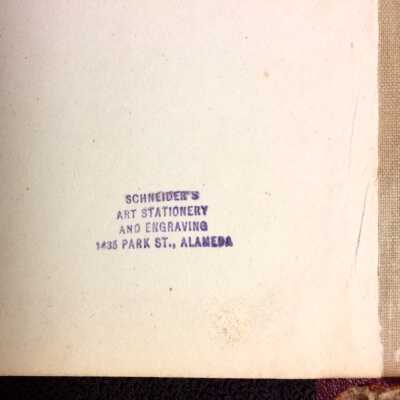 SCHNEIDER'S
ART STATIONERY
AND ENGRAVING
1435 PARK ST., ALAMEDA